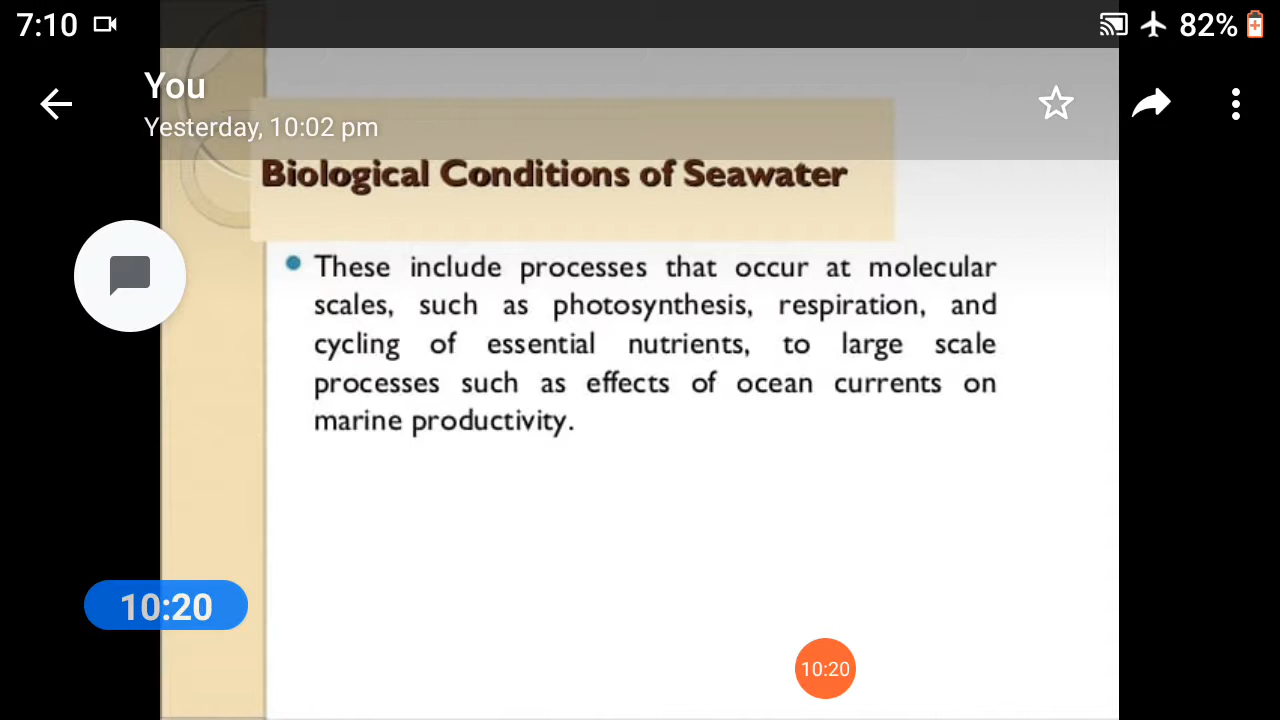 7:10
82%
You
Yesterday, 10:02 pm
Biological Conditions of Seawater
These include processes that occur at molecular
scales, such as photosynthesis, respiration, and
cycling of essential nutrients, to large scale
processes such as effects of ocean currents on
marine productivity.
10:20
10:20